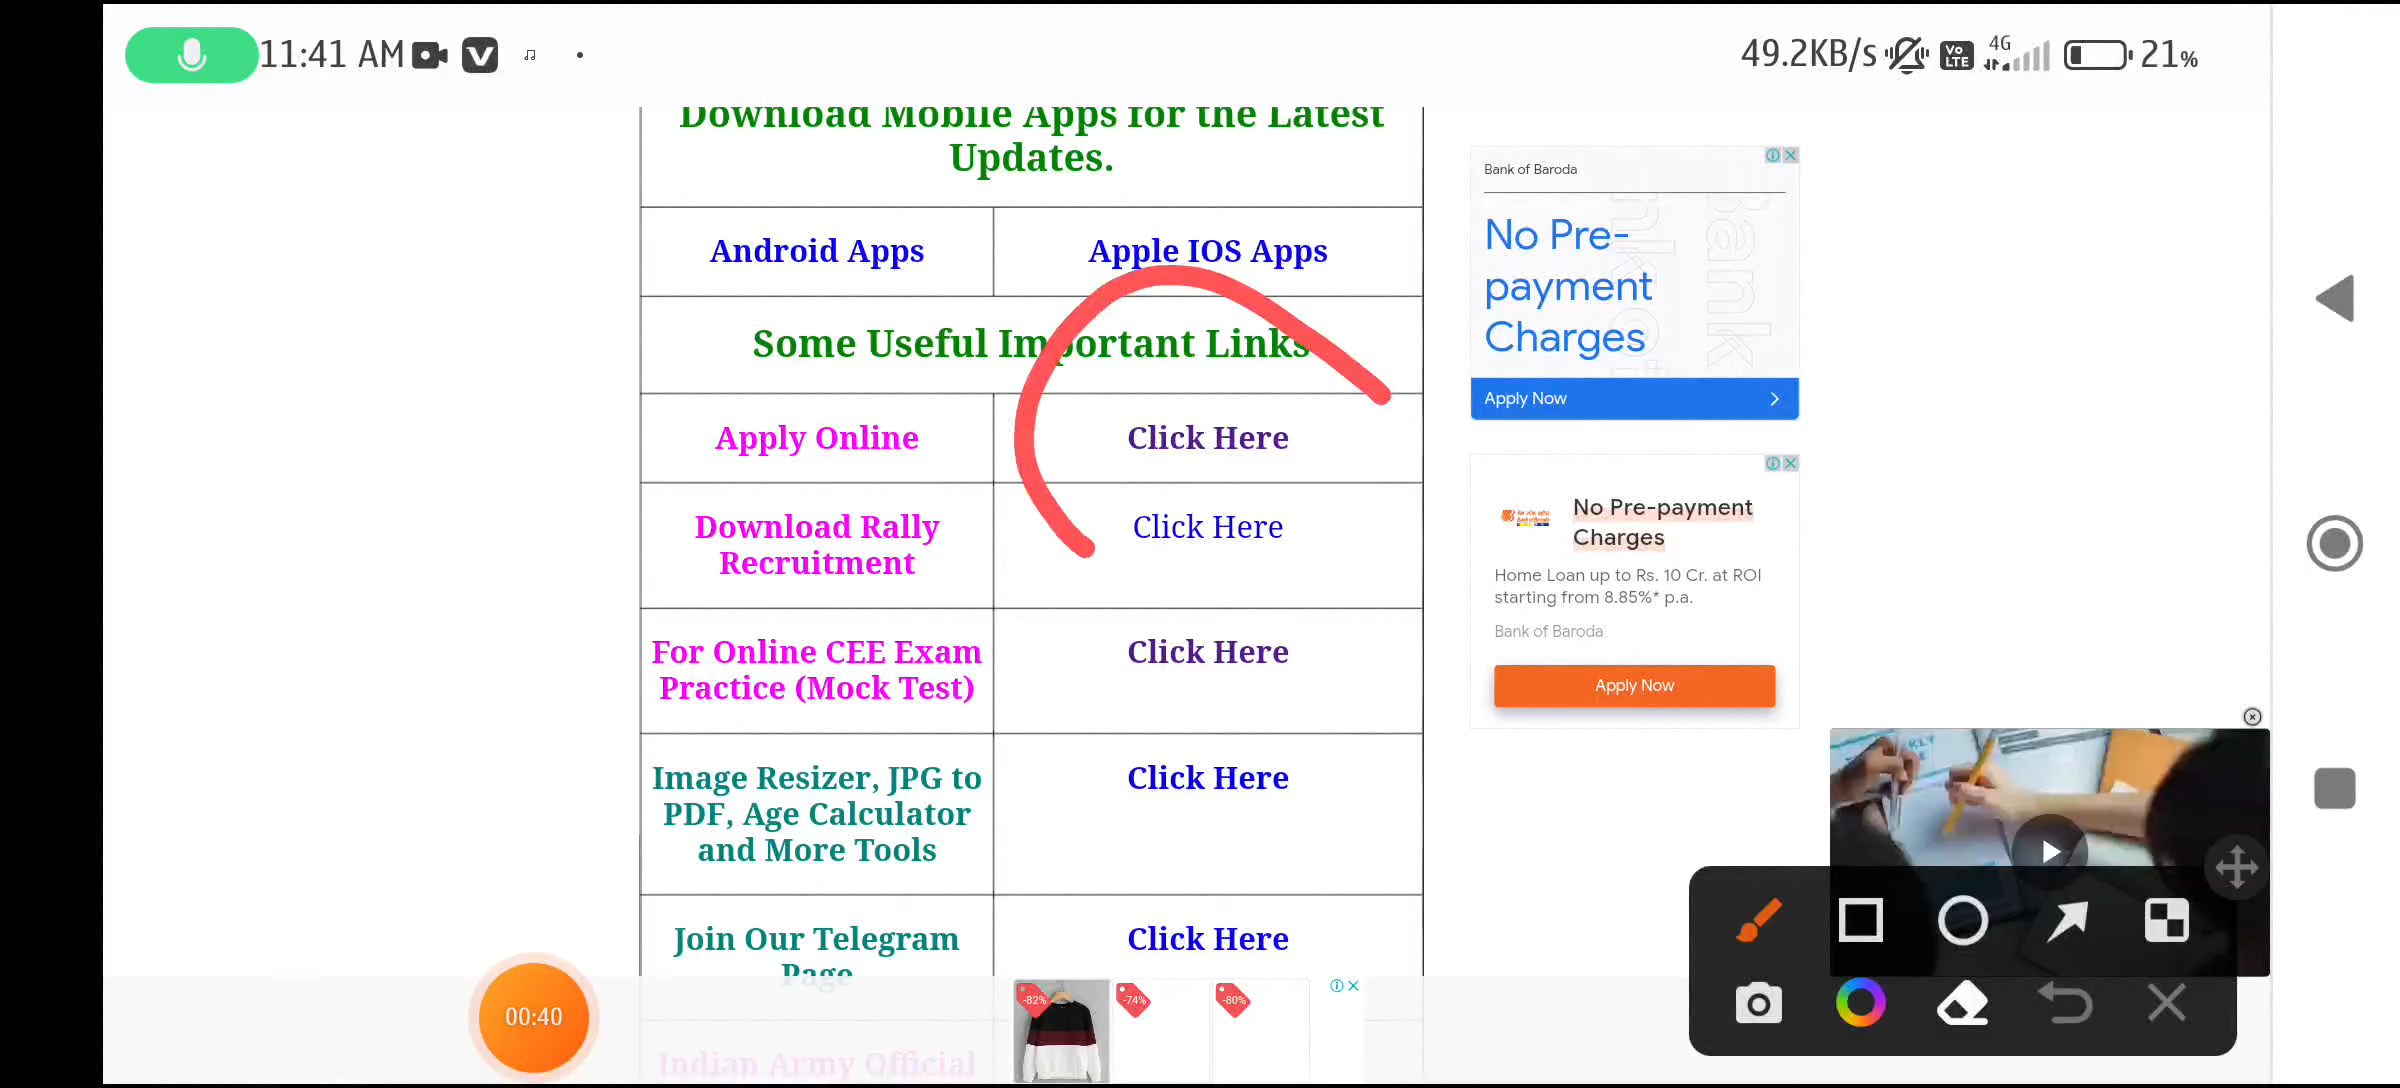 11:41 AM
49.2KB/s
Vo
LTE
4G
21%
Download Mobile Apps for the Latest
Updates.
Android Apps
Apple IOS Apps
Some Useful Important Links
Apply Online
Click Here
Download Rally
Recruitment
Click Here
For Online CEE Exam
Practice (Mock Test)
Click Here
Image Resizer, JPG to
PDF, Age Calculator
and More Tools
Click Here
Join Our Telegram
Page
Click Here
Indian Army Official
Bank of Baroda
No Pre-
payment
Charges
Apply Now
No Pre-payment
Charges
Home Loan up to Rs. 10 Cr. at ROI
starting from 8.85%* p.a.
Bank of Baroda
Apply Now
00:40
-82%
-74%
-80%